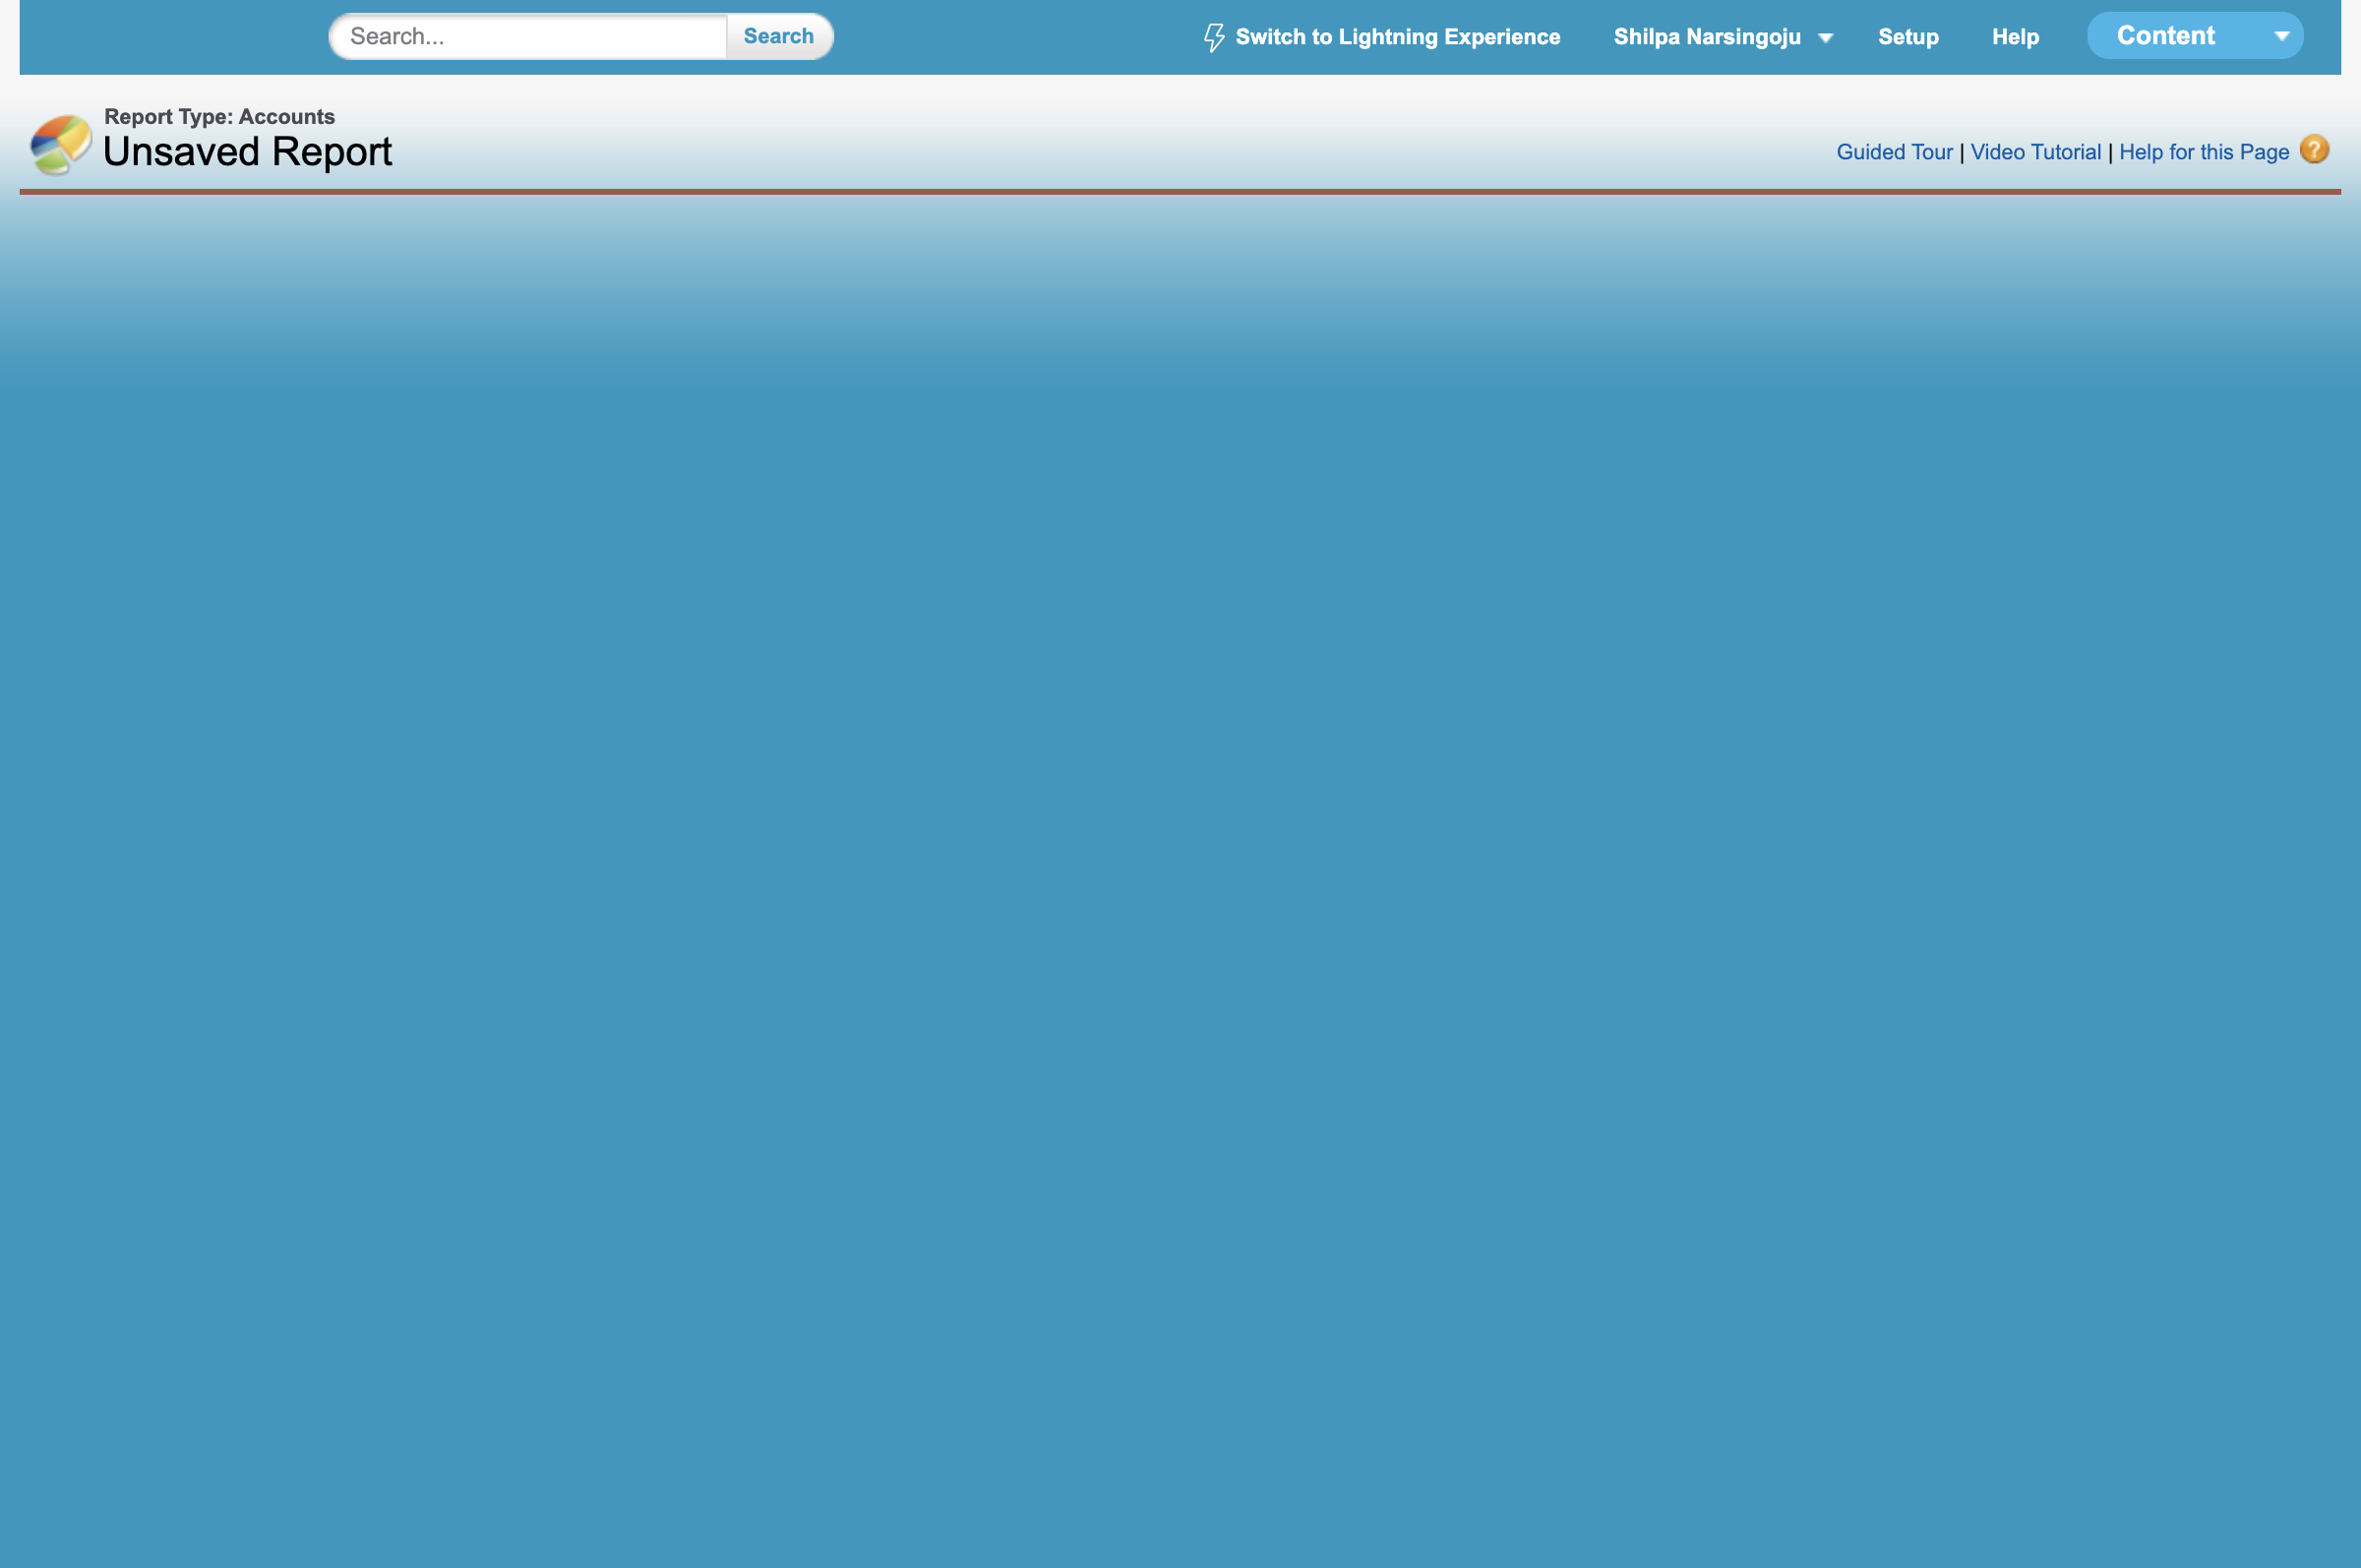 Search...
Search
Switch to Lightning Experience
Shilpa Narsingoju
Setup
Help
Content
Report Type: Accounts
Unsaved Report
Guided Tour | Video Tutorial | Help for this Page ?